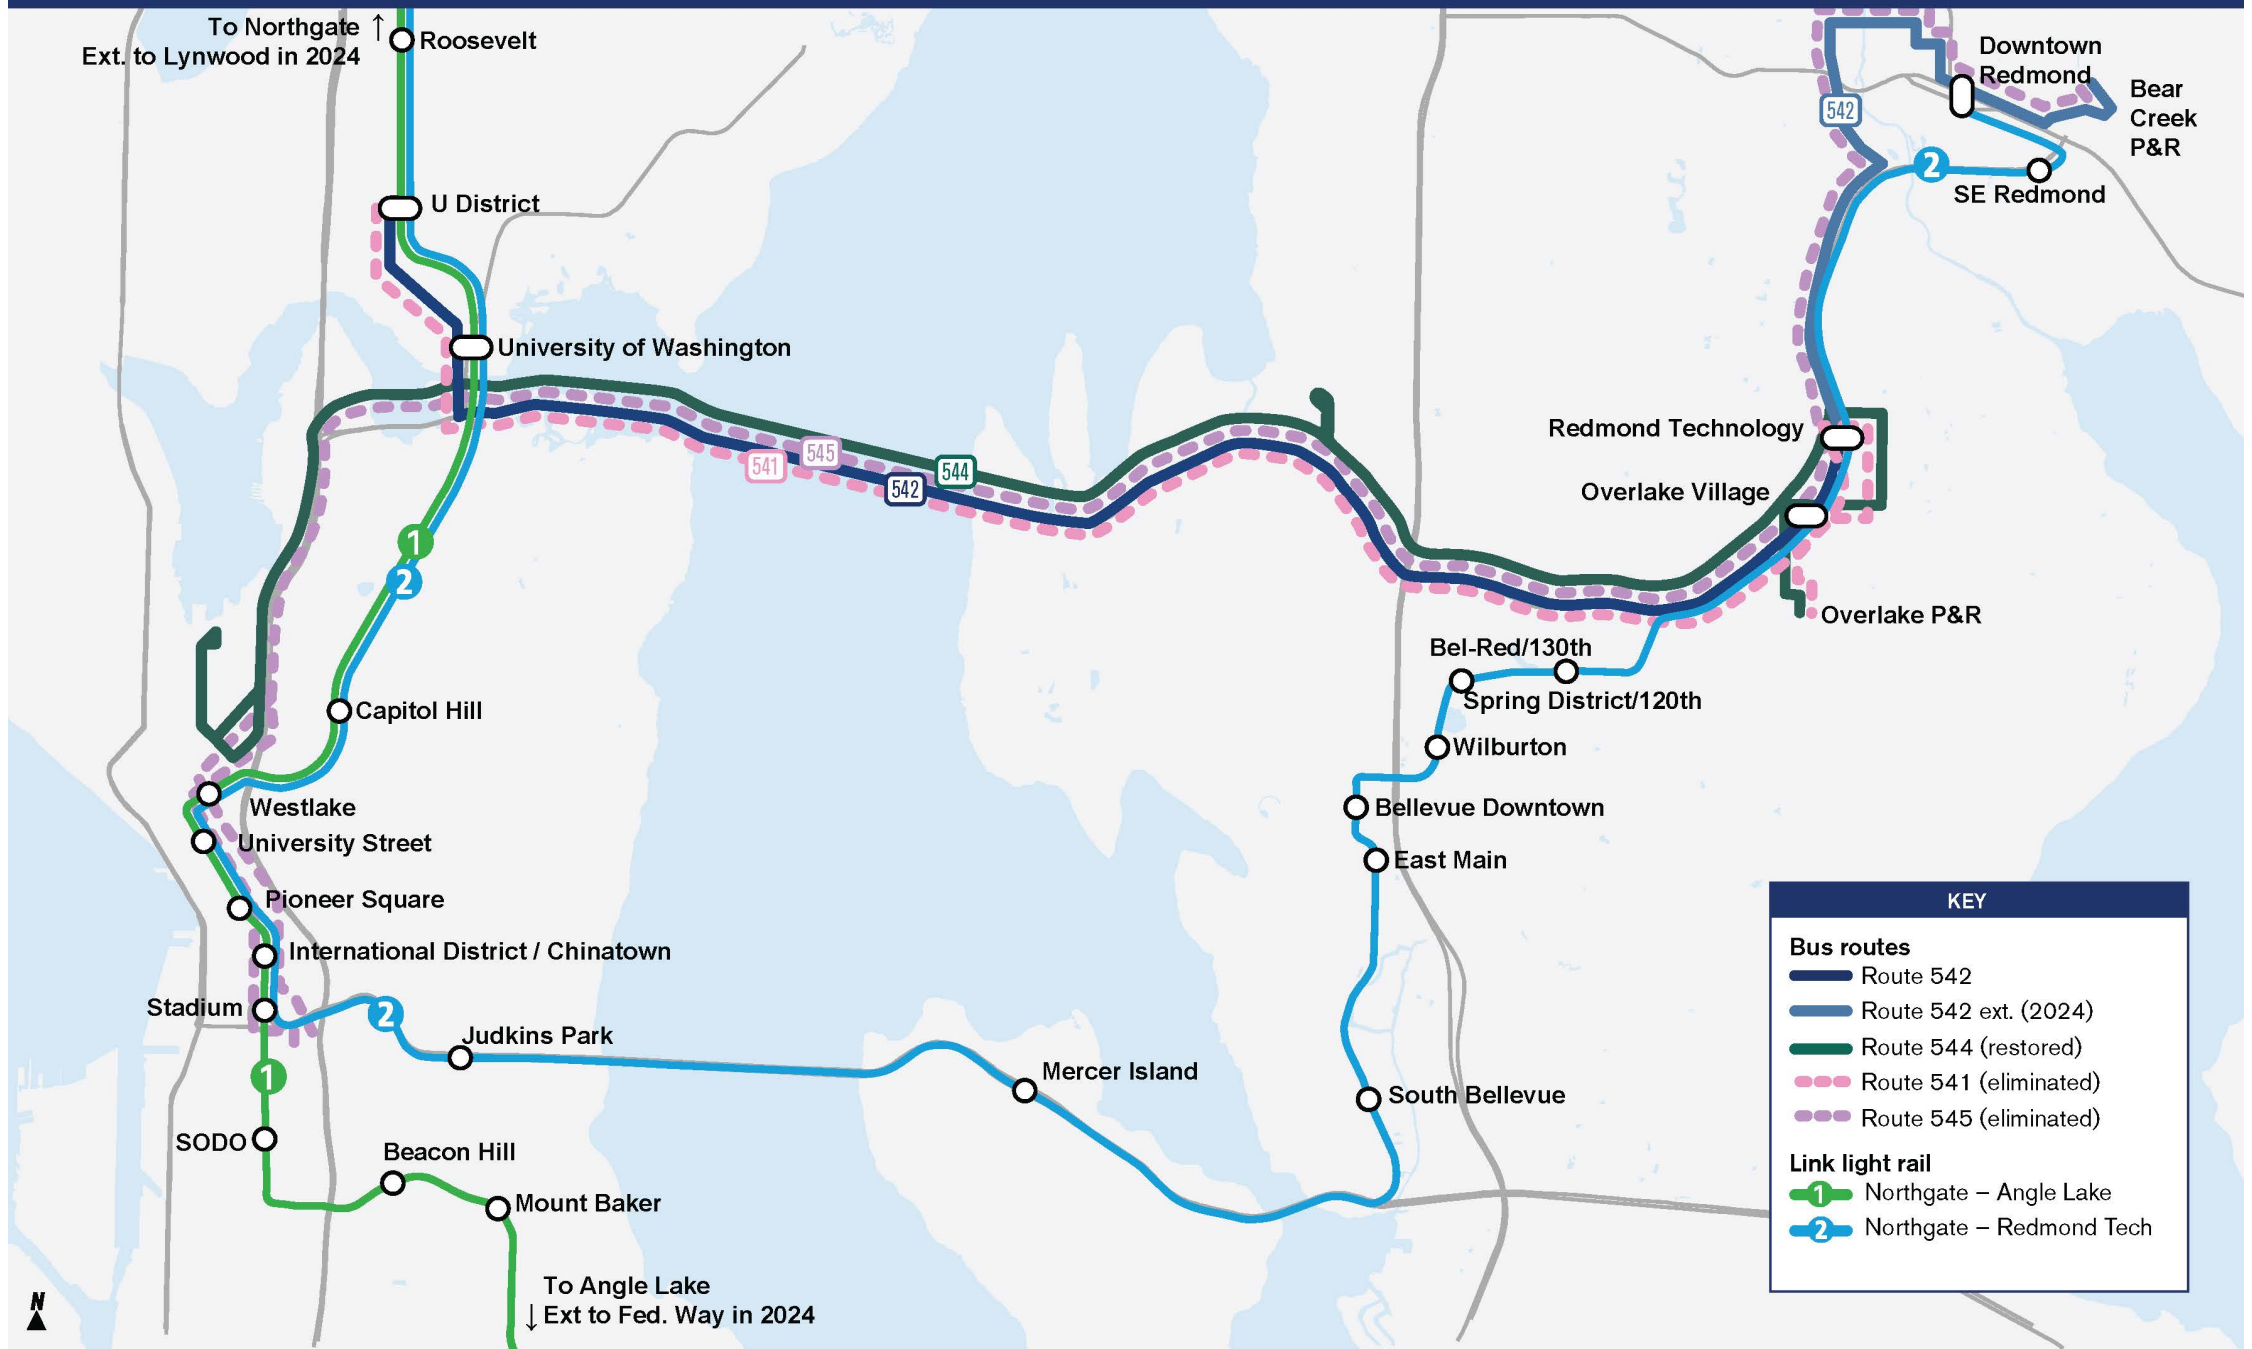 To Northgate ↑
Ext. to Lynwood in 2024
Roosevelt
Downtown
Redmond
Bear
Creek
P&R
542
2
SE Redmond
U District
University of Washington
Redmond Technology
545
541
544
542
Overlake Village
1
2
Overlake P&R
Bel-Red/130th
Spring District/120th
Capitol Hill
Wilburton
Westlake
Bellevue Downtown
University Street
East Main
Pioneer Square
International District / Chinatown
Stadium
2
Judkins Park
1
Mercer Island
South Bellevue
SODO
Beacon Hill
Mount Baker
To Angle Lake
↓ Ext to Fed. Way in 2024
N
KEY
Bus routes
Route 542
Route 542 ext. (2024)
Route 544 (restored)
Route 541 (eliminated)
Route 545 (eliminated)
Link light rail
1 Northgate – Angle Lake
2 Northgate – Redmond Tech